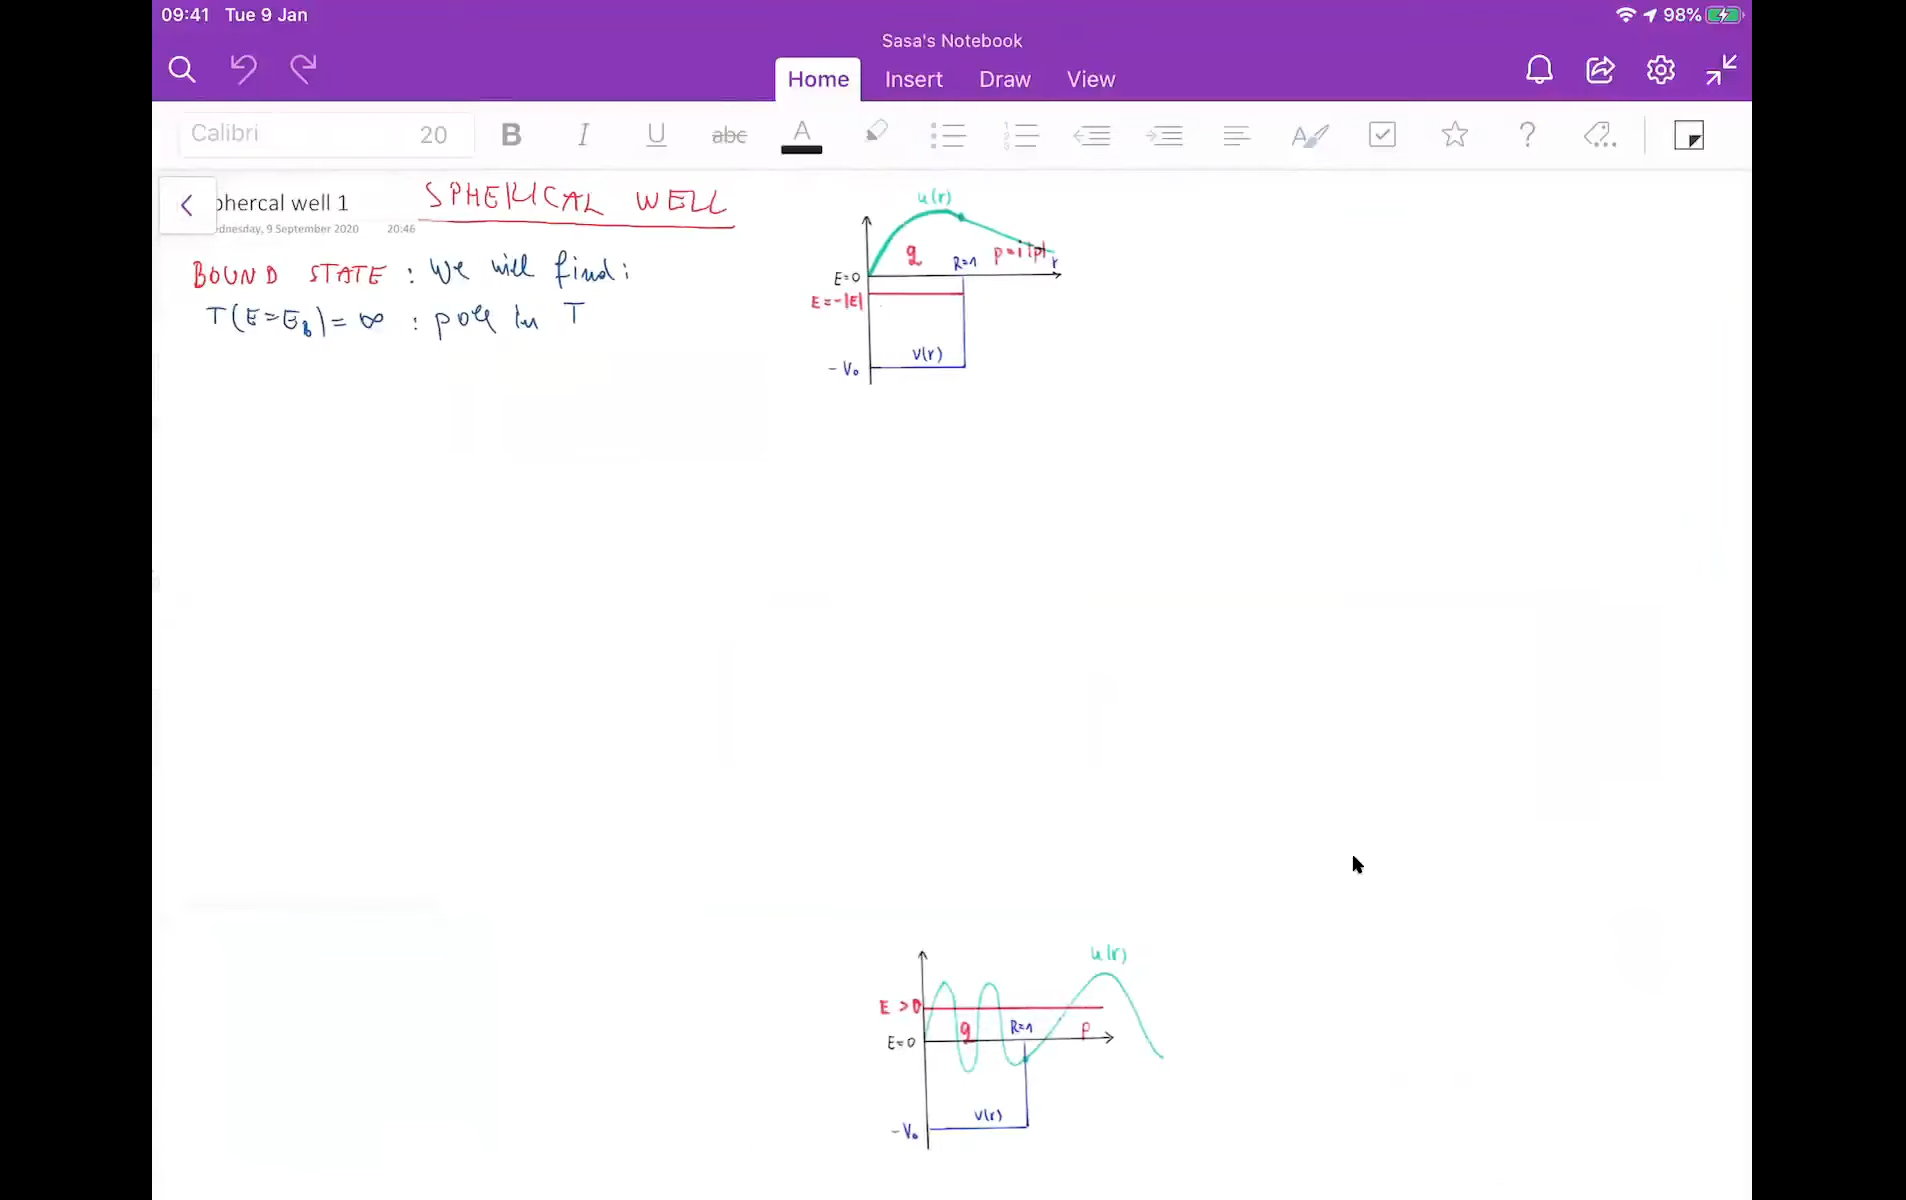 09:41 Tue 9 Jan
98%
Sasa's Notebook
Home Insert Draw View
Calibri 20 B I U abc A
phercal well 1
SPHERICAL WELL
ednesday, 9 September 2020 20:46
BOUND STATE : We will find :
T(E=E_B) = ∞ : pole in T
u(r)
q R=1 p=i|p| r
E=0
E=-|E|
V(r)
-V₀
u(r)
E>0
q R=1 p
E=0
V(r)
-V₀